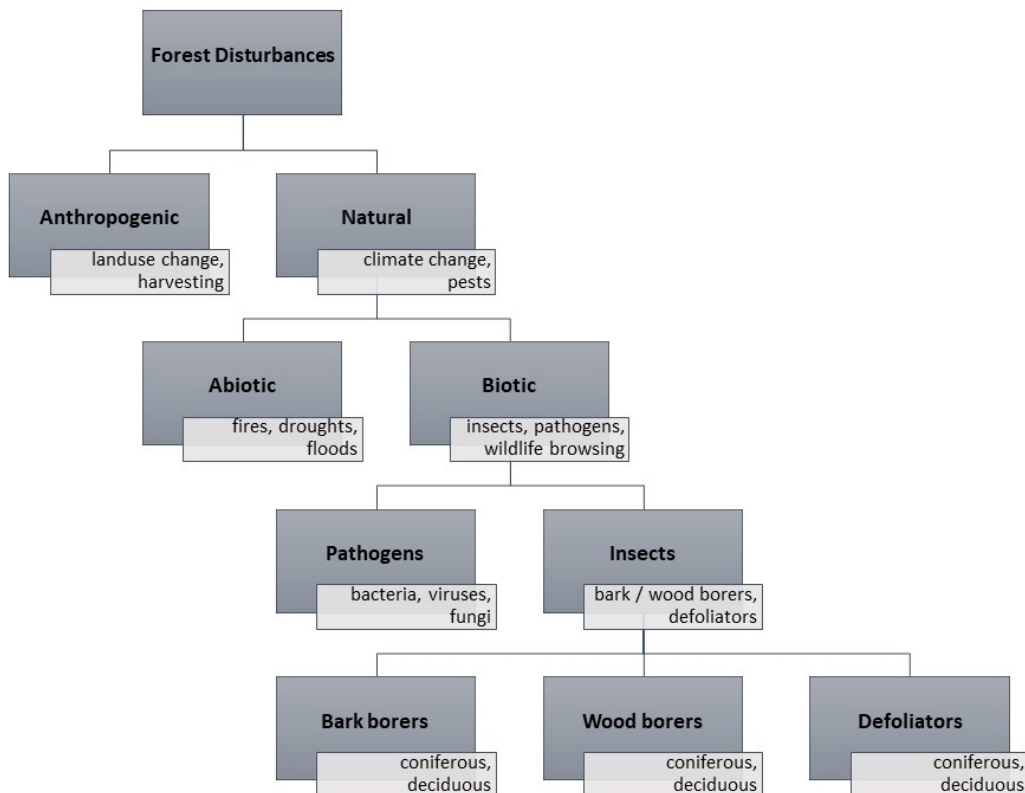 Forest Disturbances
Anthropogenic
landuse change,
harvesting
Natural
climate change,
pests
Abiotic
fires, droughts,
floods
Biotic
insects, pathogens,
wildlife browsing
Pathogens
bacteria, viruses,
fungi
Insects
bark / wood borers,
defoliators
Bark borers
coniferous,
deciduous
Wood borers
coniferous,
deciduous
Defoliators
coniferous,
deciduous